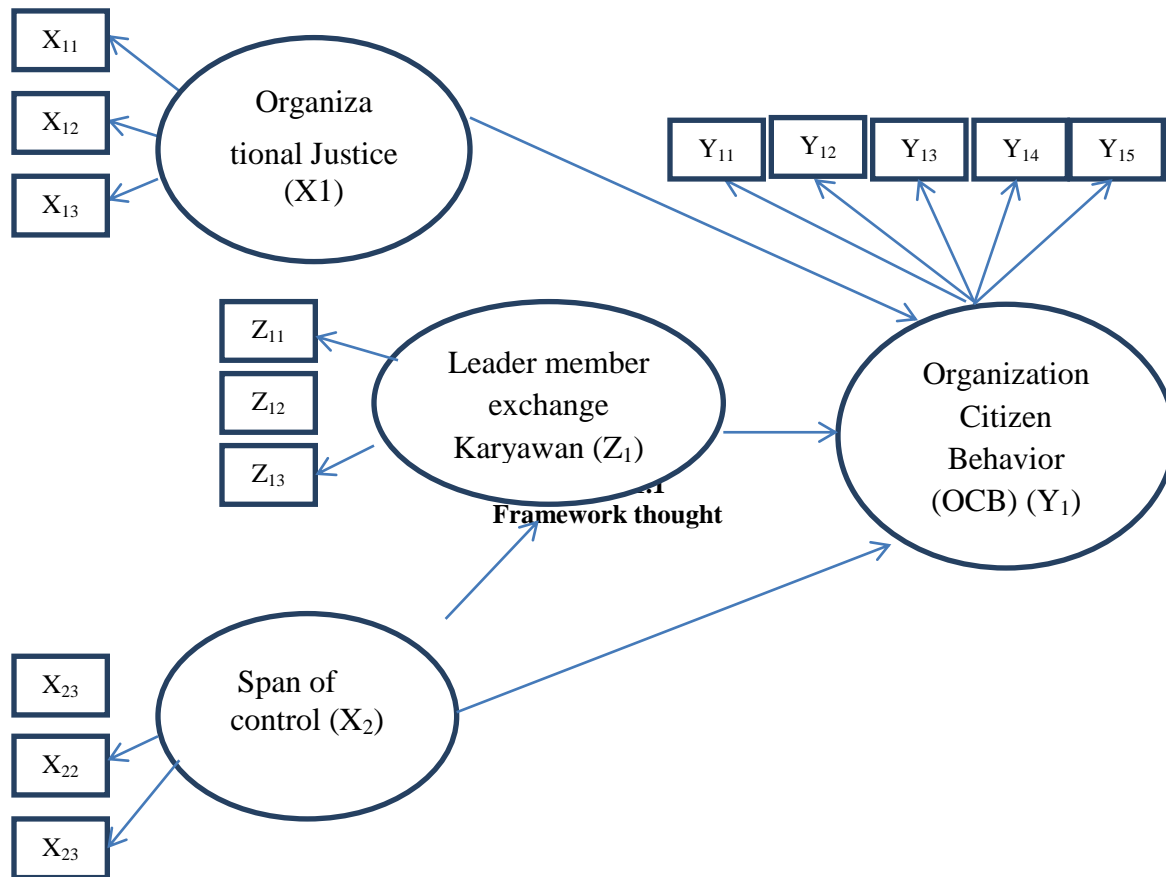 X₁₁
X₁₂
X₁₃
Organiza
tional Justice
(X1)
Y₁₁
Y₁₂
Y₁₃
Y₁₄
Y₁₅
Z₁₁
Z₁₂
Z₁₃
Leader member
exchange
Karyawan (Z₁)
Framework thought
Organization
Citizen
Behavior
(OCB) (Y₁)
X₂₃
X₂₂
X₂₃
Span of
control (X₂)